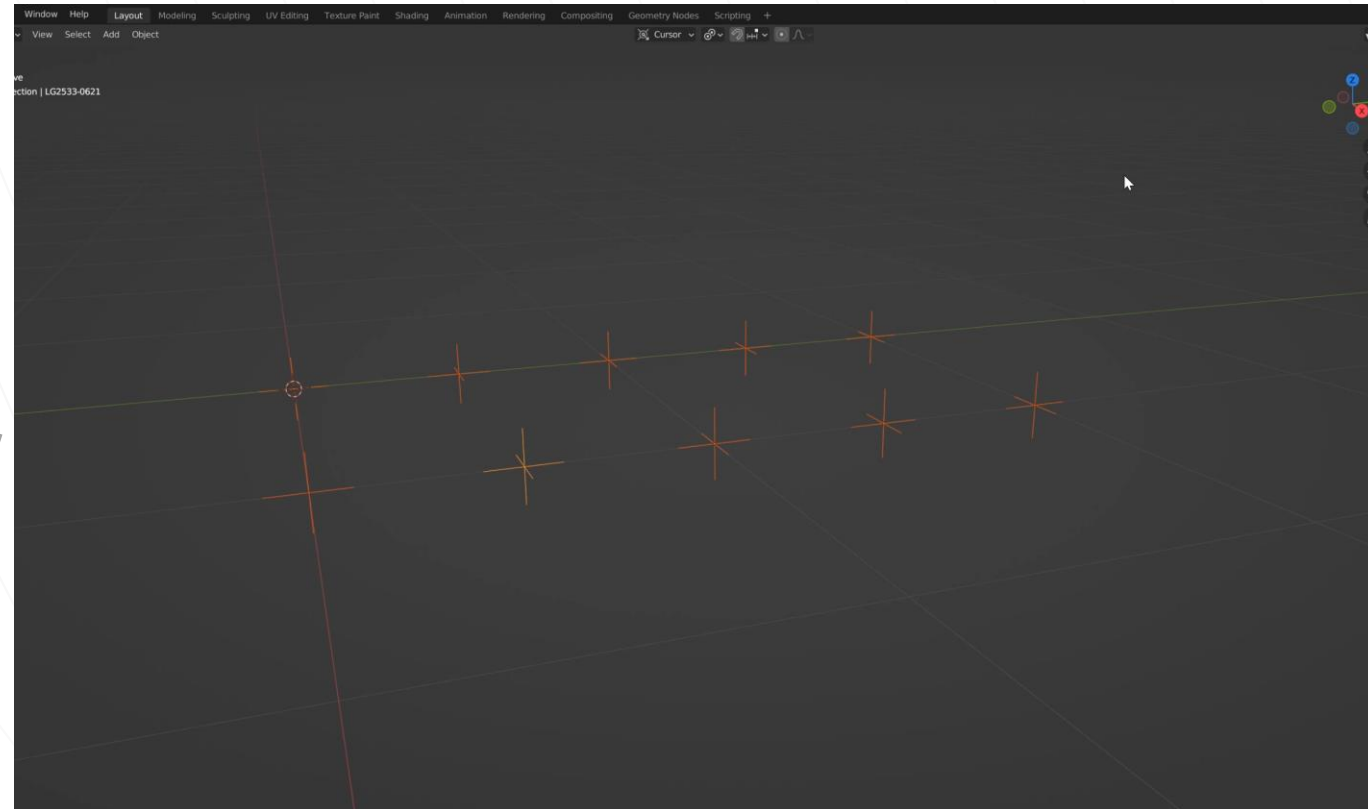 Window Help Layout Modeling Sculpting UV Editing Texture Paint Shading Animation Rendering Compositing Geometry Nodes Scripting +
View Select Add Object Cursor
ve
ection | LG2533-0621
Z
X